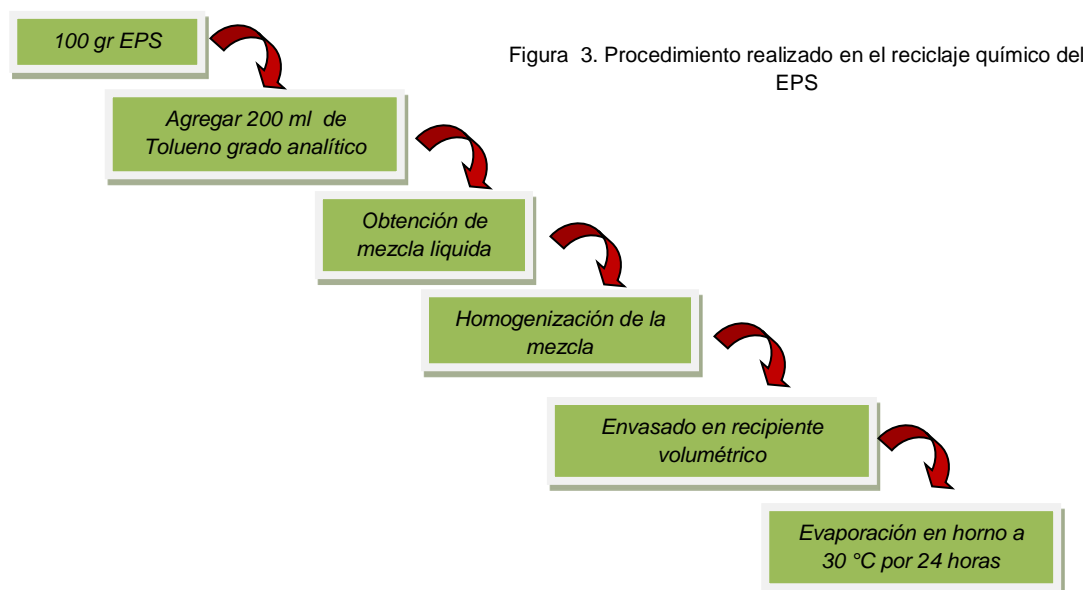 100 gr EPS
Figura 3. Procedimiento realizado en el reciclaje químico del
EPS
Agregar 200 ml de
Tolueno grado analítico
Obtención de
mezcla liquida
Homogenización de la
mezcla
Envasado en recipiente
volumétrico
Evaporación en horno a
30 °C por 24 horas